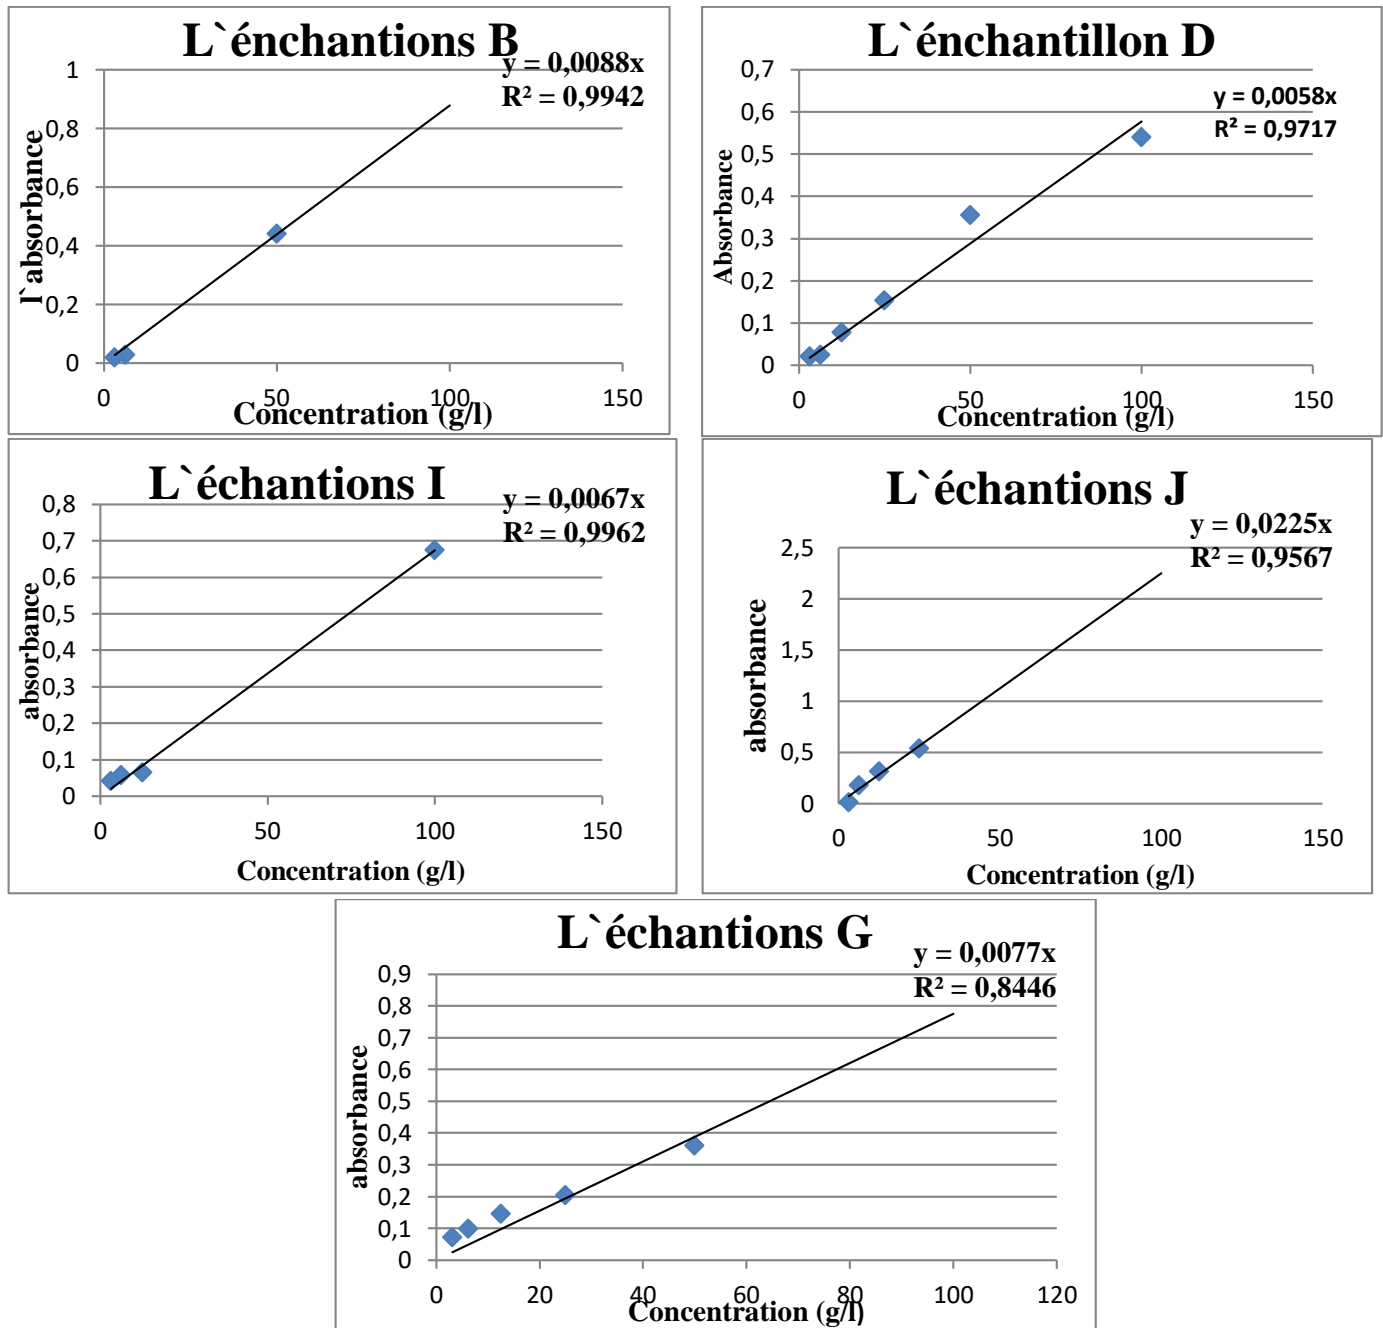 L`énchantions B
y = 0,0088x
R² = 0,9942
1
0,8
0,6
0,4
0,2
0
l`absorbance
0 50 100 150
Concentration (g/l)
L`énchantillon D
y = 0,0058x
R² = 0,9717
0,7
0,6
0,5
0,4
0,3
0,2
0,1
0
Absorbance
0 50 100 150
Concentration (g/l)
L`échantions I
y = 0,0067x
R² = 0,9962
0,8
0,7
0,6
0,5
0,4
0,3
0,2
0,1
0
absorbance
0 50 100 150
Concentration (g/l)
L`échantions J
y = 0,0225x
R² = 0,9567
2,5
2
1,5
1
0,5
0
absorbance
0 50 100 150
Concentration (g/l)
L`échantions G
y = 0,0077x
R² = 0,8446
0,9
0,8
0,7
0,6
0,5
0,4
0,3
0,2
0,1
0
absorbance
0 20 40 60 80 100 120
Concentration (g/l)